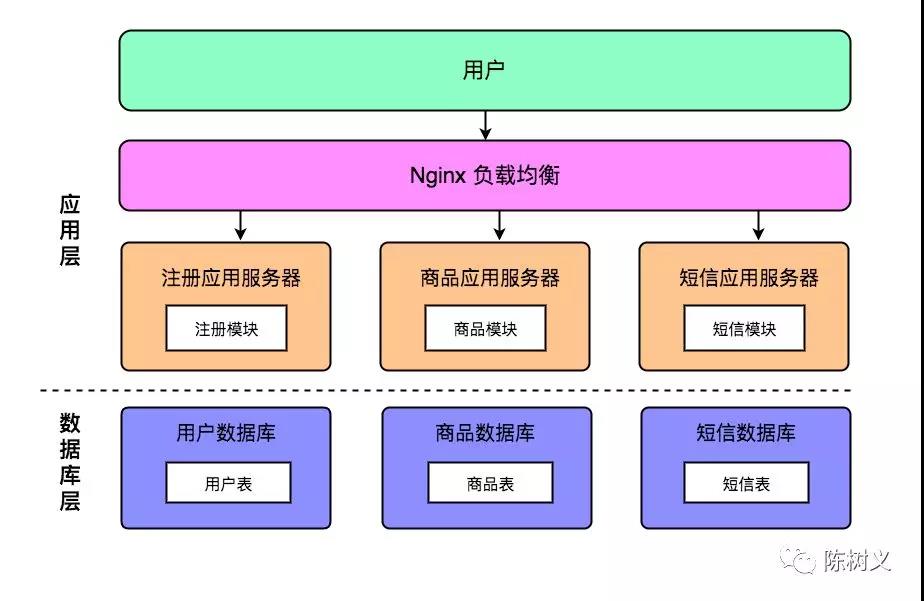 用户
Nginx 负载均衡
应用层
注册应用服务器
商品应用服务器
短信应用服务器
注册模块
商品模块
短信模块
数据库层
用户数据库
商品数据库
短信数据库
用户表
商品表
短信表
陈树义